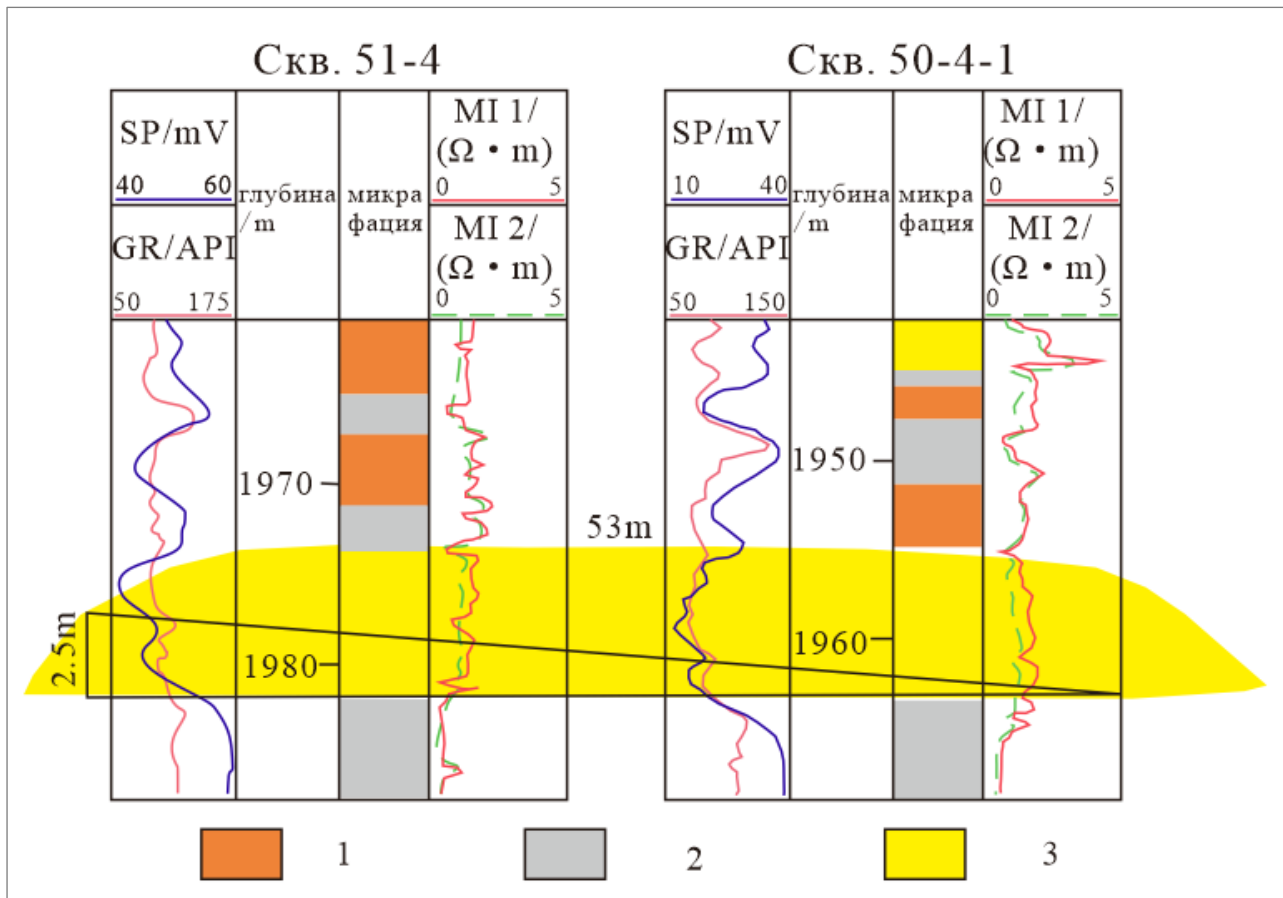 Скв. 51-4
SP/mV
40 60
GR/API
50 175
глубина
/m
микра
фация
MI 1/
(Ω • m)
0 5
MI 2/
(Ω • m)
0 5
1970
1980
2.5m
53m
Скв. 50-4-1
SP/mV
10 40
GR/API
50 150
глубина
/m
микра
фация
MI 1/
(Ω • m)
0 5
MI 2/
(Ω • m)
0 5
1950
1960
1
2
3